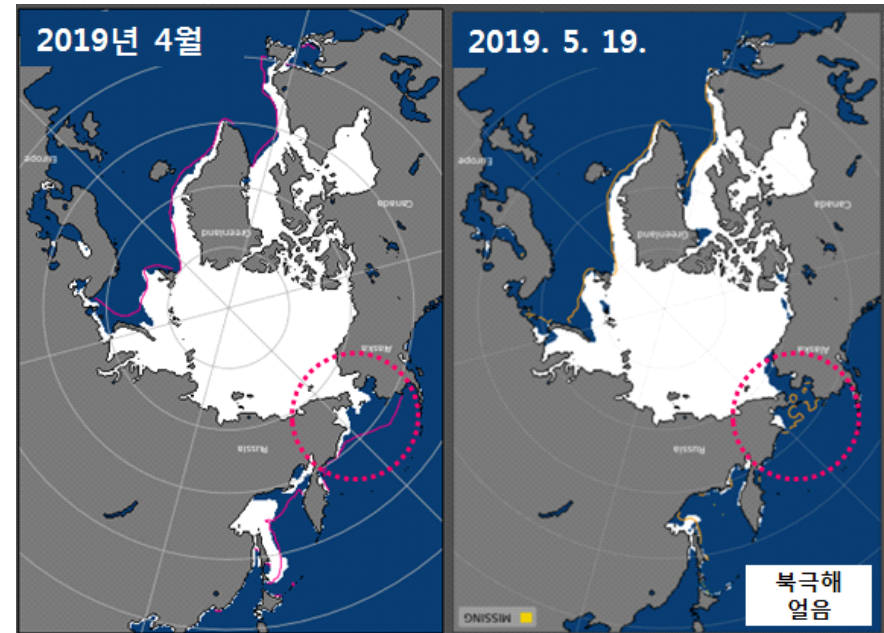 2019년 4월
Europe
Canada
Greenland
Alaska
Russia
2019. 5. 19.
Europe
Canada
Greenland
Alaska
Russia
MISSING
북극해
얼음